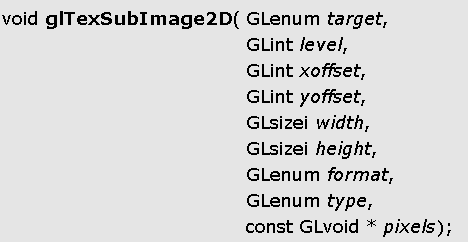 void glTexSubImage2D( GLenum target,
GLint level,
GLint xoffset,
GLint yoffset,
GLsizei width,
GLsizei height,
GLenum format,
GLenum type,
const GLvoid * pixels);